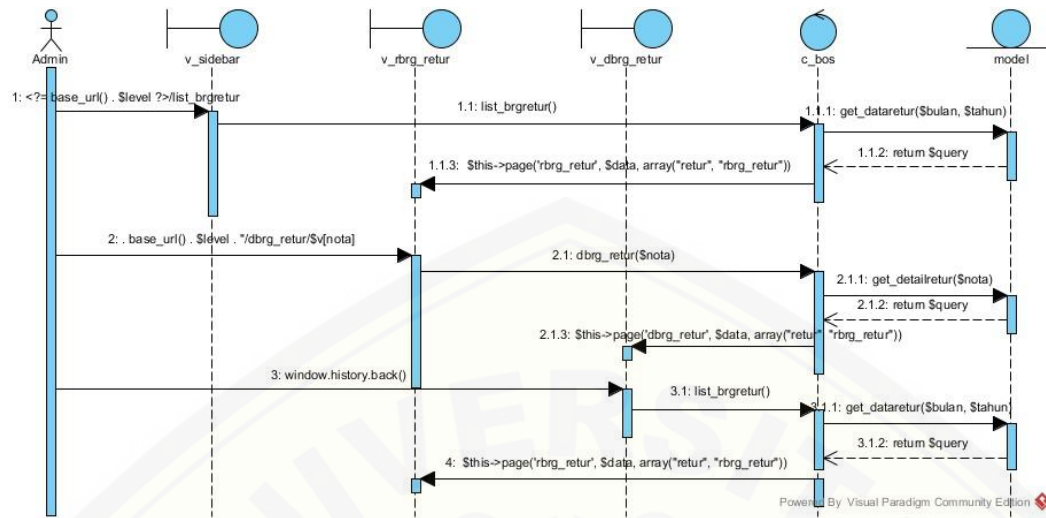 Admin
v_sidebar
v_rbrg_retur
v_dbrg_retur
c_bos
model
1: <?= base_url() . $level ?>/list_brgretur
1.1: list_brgretur()
1.1.1: get_dataretur($bulan, $tahun)
1.1.2: return $query
1.1.3: $this->page('rbrg_retur', $data, array("retur", "rbrg_retur"))
2: . base_url() . $level . "/dbrg_retur/$v[nota]
2.1: dbrg_retur($nota)
2.1.1: get_detailretur($nota)
2.1.2: return $query
2.1.3: $this->page('dbrg_retur', $data, array("retur", "rbrg_retur"))
3: window.history.back()
3.1: list_brgretur()
3.1.1: get_dataretur($bulan, $tahun)
3.1.2: return $query
4: $this->page('rbrg_retur', $data, array("retur", "rbrg_retur"))
Powered By Visual Paradigm Community Edition
VERSIT